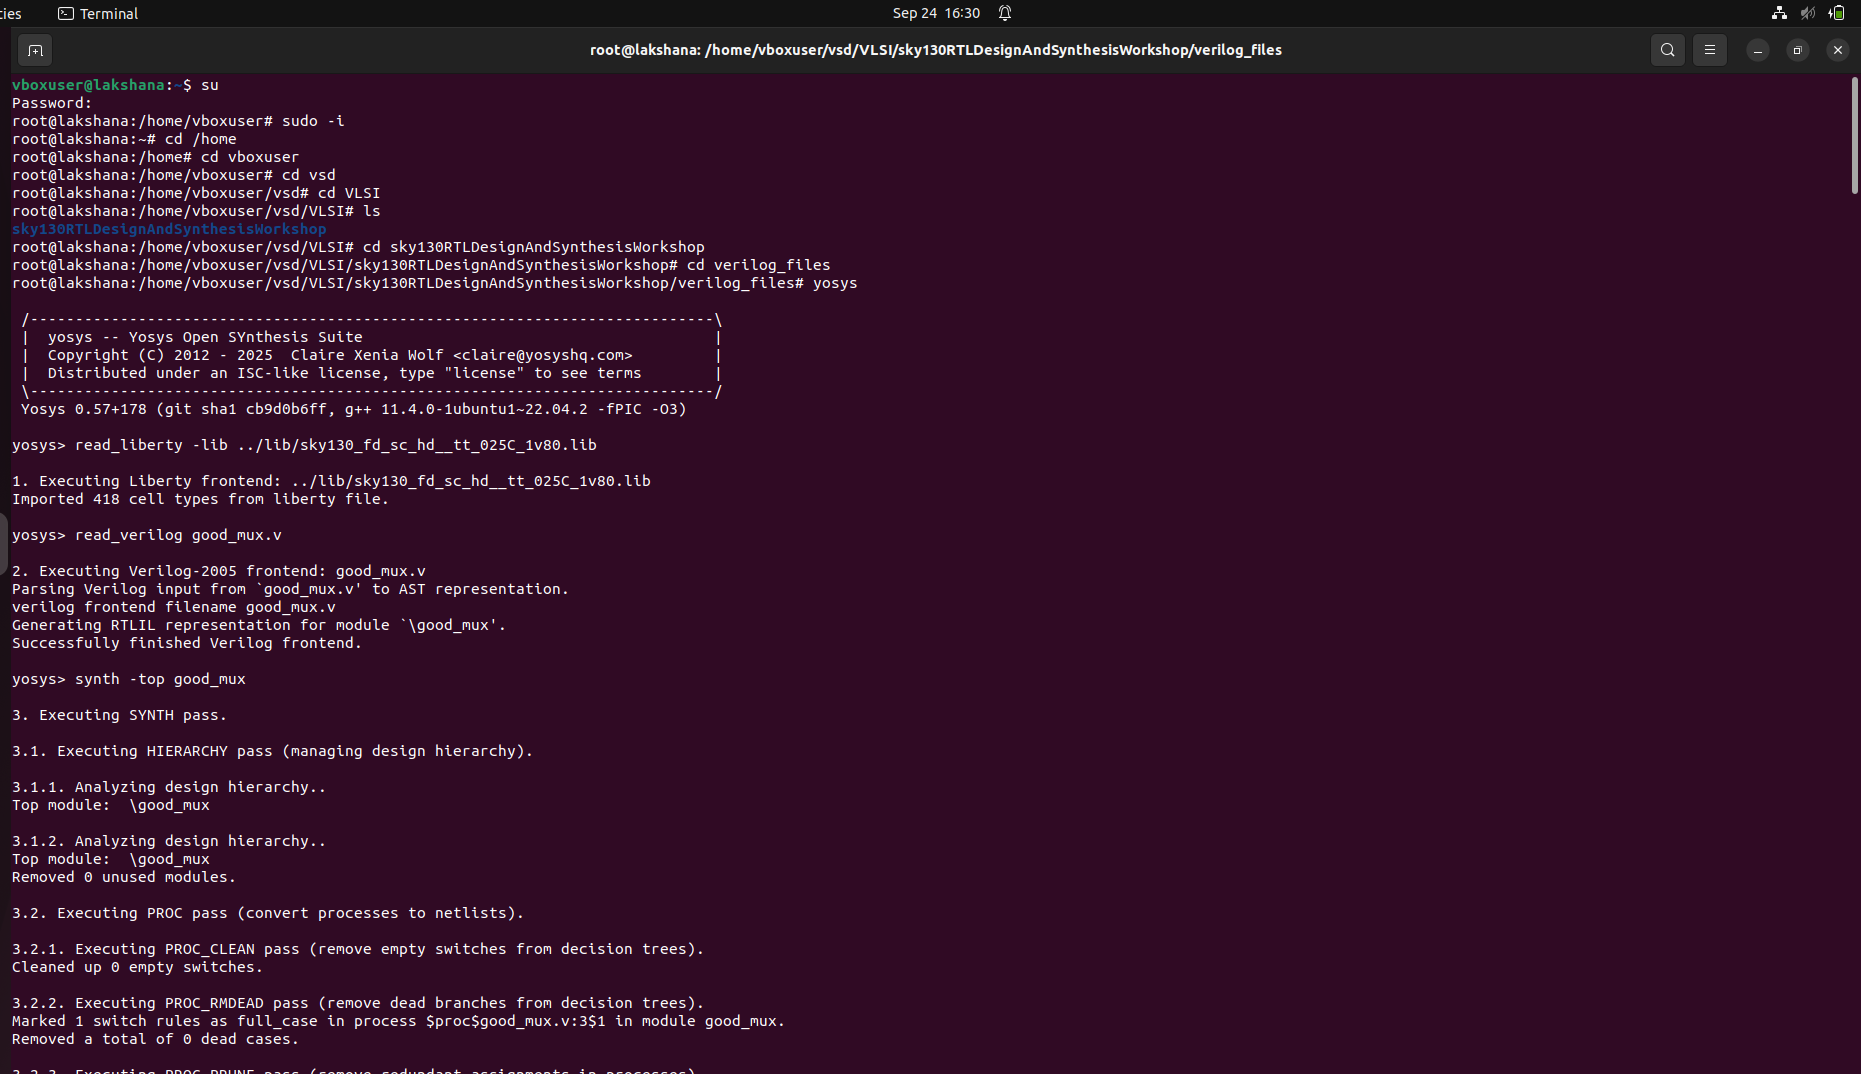 ies Terminal Sep 24 16:30
root@lakshana: /home/vboxuser/vsd/VLSI/sky130RTLDesignAndSynthesisWorkshop/verilog_files
vboxuser@lakshana:~$ su
Password:
root@lakshana:/home/vboxuser# sudo -i
root@lakshana:~# cd /home
root@lakshana:/home# cd vboxuser
root@lakshana:/home/vboxuser# cd vsd
root@lakshana:/home/vboxuser/vsd# cd VLSI
root@lakshana:/home/vboxuser/vsd/VLSI# ls
sky130RTLDesignAndSynthesisWorkshop
root@lakshana:/home/vboxuser/vsd/VLSI# cd sky130RTLDesignAndSynthesisWorkshop
root@lakshana:/home/vboxuser/vsd/VLSI/sky130RTLDesignAndSynthesisWorkshop# cd verilog_files
root@lakshana:/home/vboxuser/vsd/VLSI/sky130RTLDesignAndSynthesisWorkshop/verilog_files# yosys
/----------------------------------------------------------------------------\
|  yosys -- Yosys Open SYnthesis Suite                                       |
|  Copyright (C) 2012 - 2025  Claire Xenia Wolf <claire@yosyshq.com>         |
|  Distributed under an ISC-like license, type "license" to see terms        |
\----------------------------------------------------------------------------/
Yosys 0.57+178 (git sha1 cb9d0b6ff, g++ 11.4.0-1ubuntu1~22.04.2 -fPIC -O3)
yosys> read_liberty -lib ../lib/sky130_fd_sc_hd__tt_025C_1v80.lib
1. Executing Liberty frontend: ../lib/sky130_fd_sc_hd__tt_025C_1v80.lib
Imported 418 cell types from liberty file.
yosys> read_verilog good_mux.v
2. Executing Verilog-2005 frontend: good_mux.v
Parsing Verilog input from `good_mux.v' to AST representation.
verilog frontend filename good_mux.v
Generating RTLIL representation for module `\good_mux'.
Successfully finished Verilog frontend.
yosys> synth -top good_mux
3. Executing SYNTH pass.
3.1. Executing HIERARCHY pass (managing design hierarchy).
3.1.1. Analyzing design hierarchy..
Top module:  \good_mux
3.1.2. Analyzing design hierarchy..
Top module:  \good_mux
Removed 0 unused modules.
3.2. Executing PROC pass (convert processes to netlists).
3.2.1. Executing PROC_CLEAN pass (remove empty switches from decision trees).
Cleaned up 0 empty switches.
3.2.2. Executing PROC_RMDEAD pass (remove dead branches from decision trees).
Marked 1 switch rules as full_case in process $proc$good_mux.v:3$1 in module good_mux.
Removed a total of 0 dead cases.
3.2.3. Executing PROC_PRUNE pass (remove redundant assignments in processes).